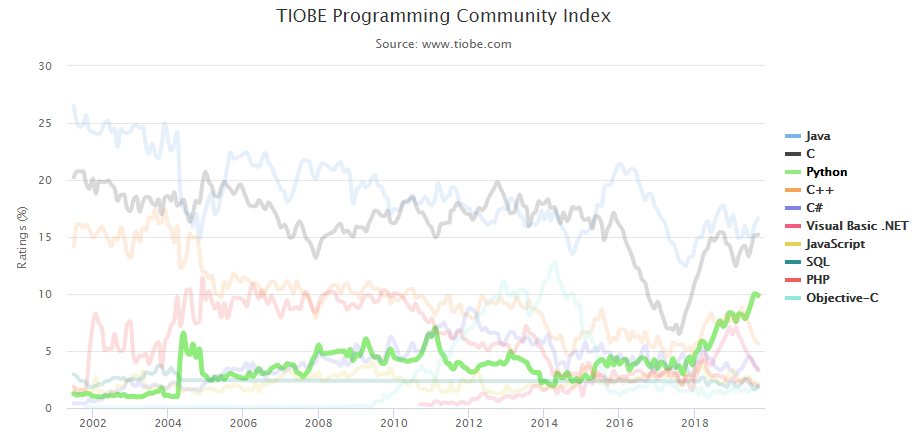 TIOBE Programming Community Index
Source: www.tiobe.com
Ratings (%)
30
25
20
15
10
5
0
2002 2004 2006 2008 2010 2012 2014 2016 2018
Java
C
Python
C++
C#
Visual Basic .NET
JavaScript
SQL
PHP
Objective-C